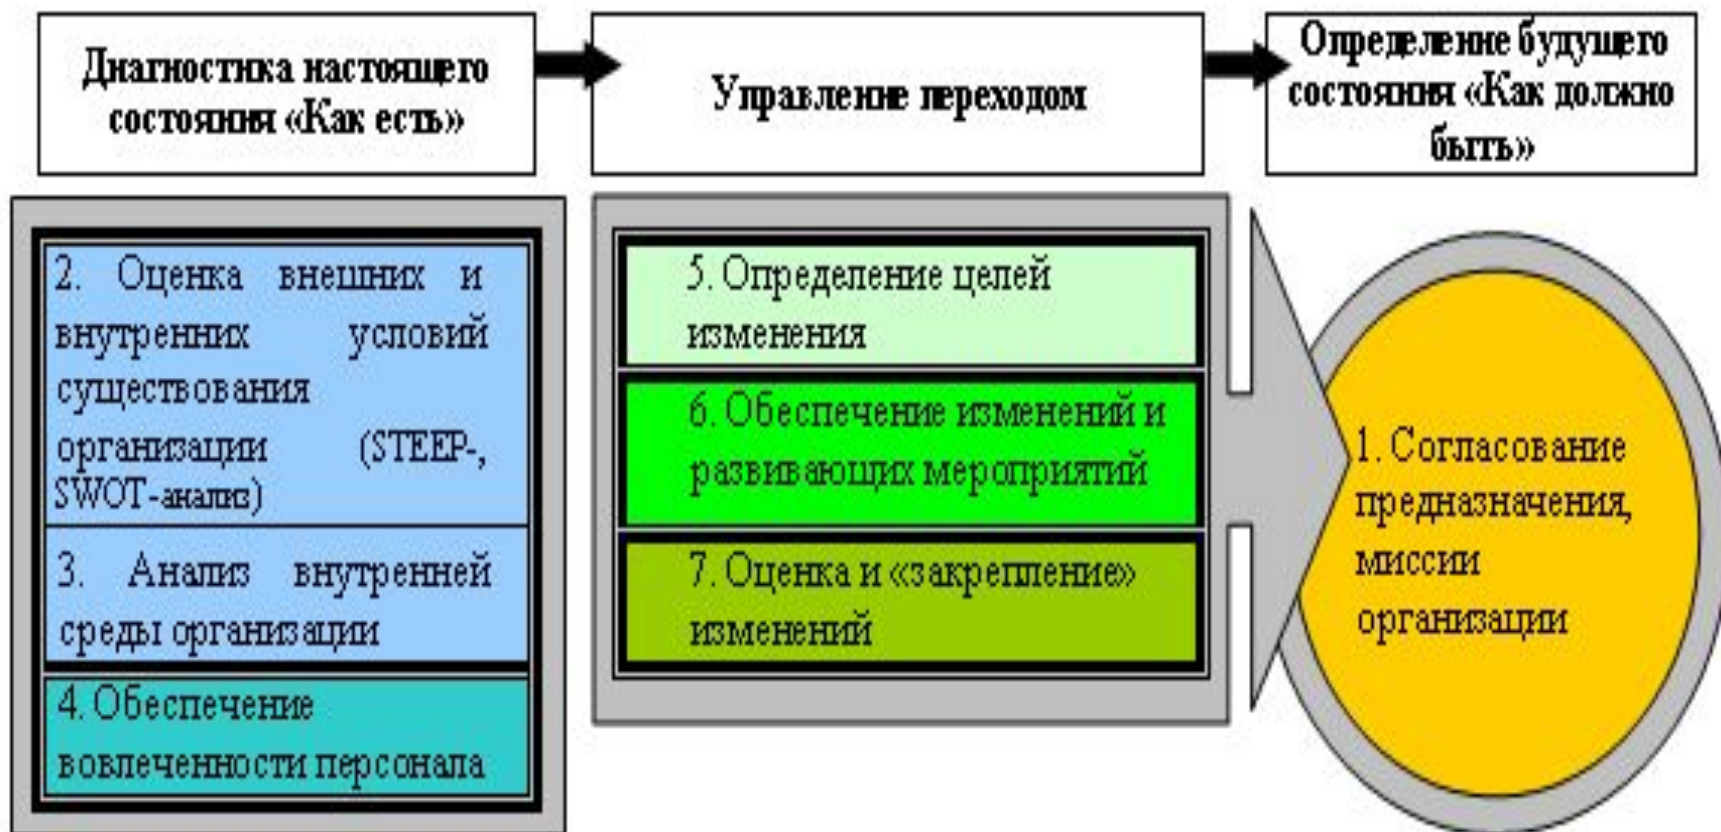 Диагностика настоящего
состояния «Как есть»
Управление переходом
Определение будущего
состояния «Как должно
быть»
2. Оценка внешних и
внутренних условий
существования
организации (STEEP-,
SWOT-анализ)
3. Анализ внутренней
среды организации
4. Обеспечение
вовлеченности персонала
5. Определение целей
изменения
6. Обеспечение изменений и
развивающих мероприятий
7. Оценка и «закрепление»
изменений
1. Согласование
предназначения,
миссии
организации